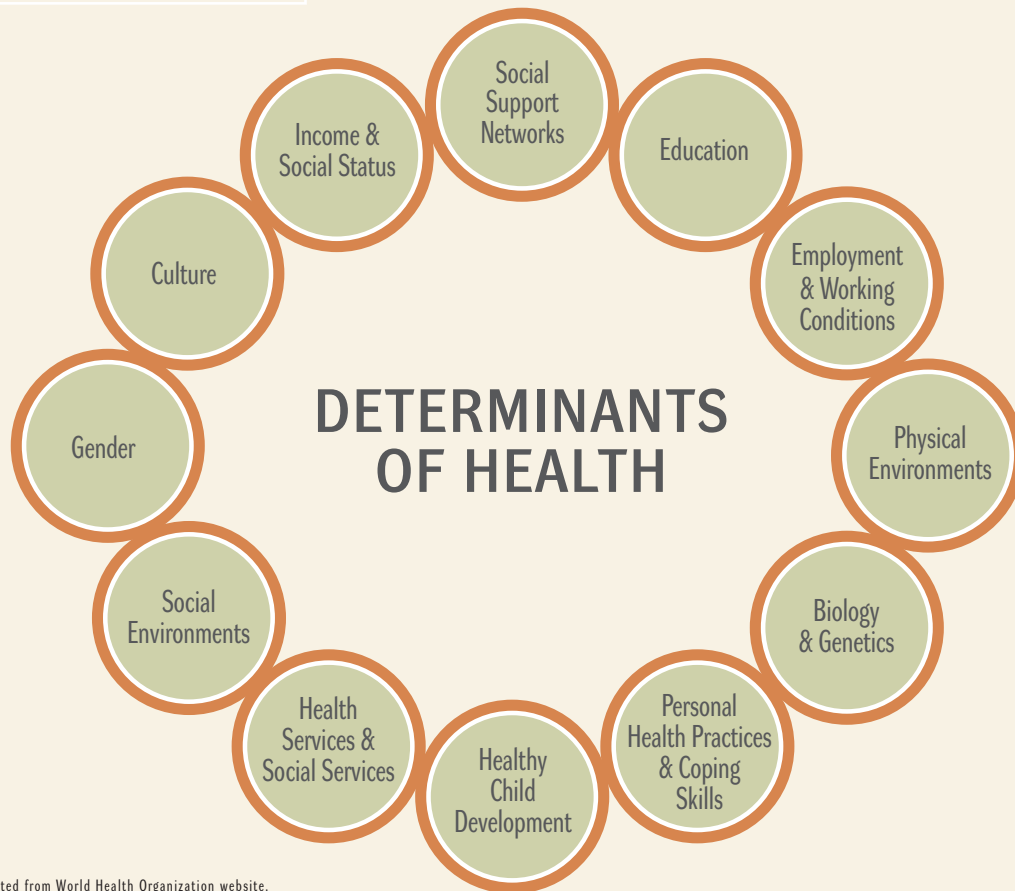 Social
Support
Networks
Education
Employment
& Working
Conditions
Physical
Environments
Biology
& Genetics
Personal
Health Practices
& Coping
Skills
Healthy
Child
Development
Health
Services &
Social Services
Social
Environments
Gender
Culture
Income &
Social Status
DETERMINANTS
OF HEALTH
from World Health Organization website.